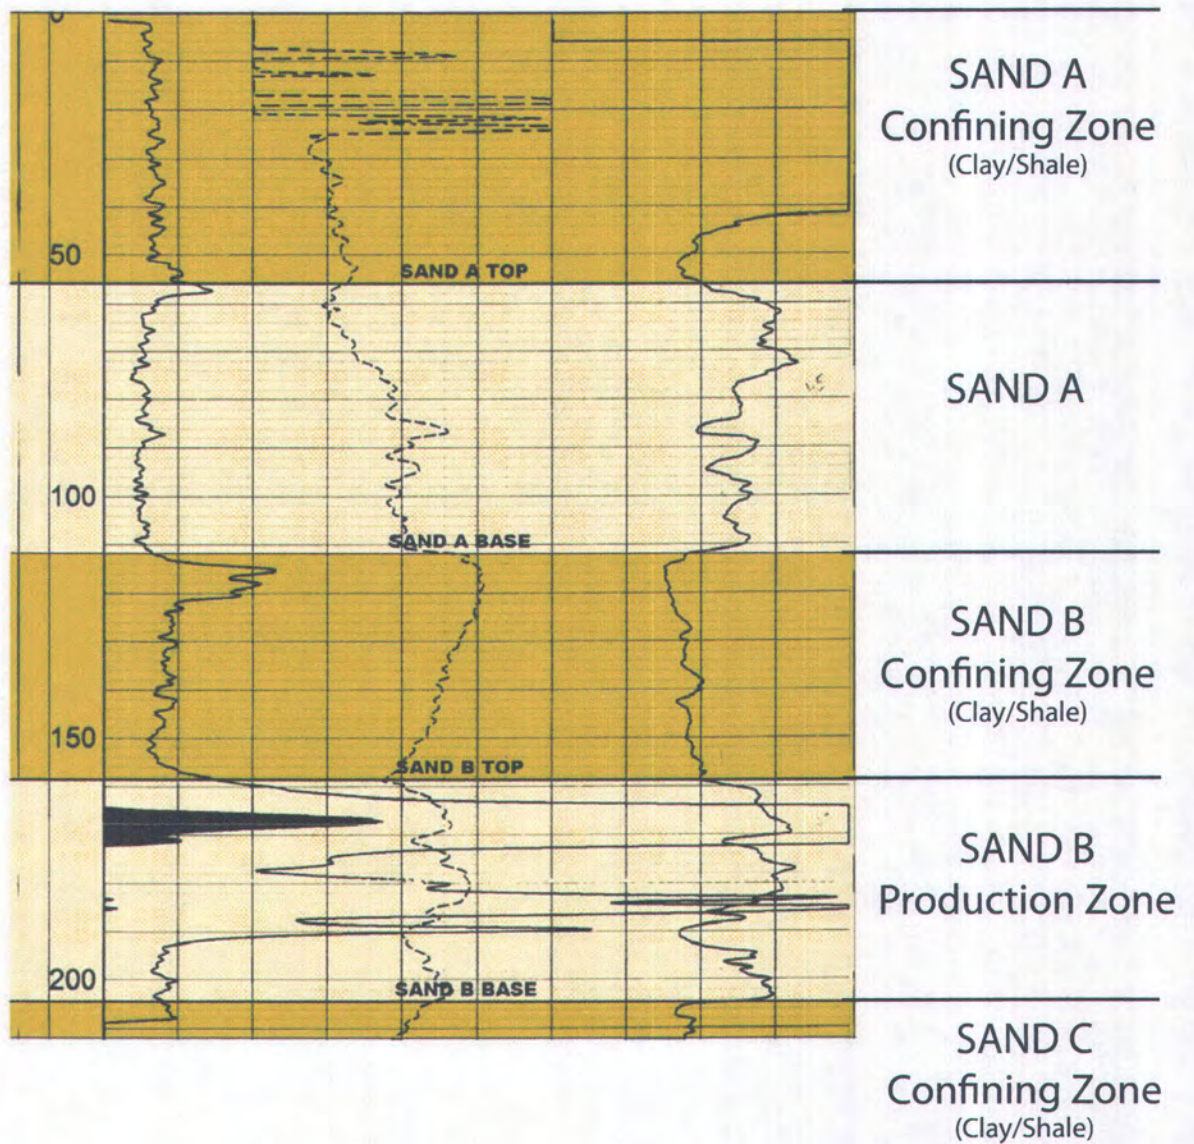 0
SAND A
Confining Zone
(Clay/Shale)
50
SAND A TOP
SAND A
100
SAND A BASE
SAND B
Confining Zone
(Clay/Shale)
150
SAND B TOP
SAND B
Production Zone
200
SAND B BASE
SAND C
Confining Zone
(Clay/Shale)